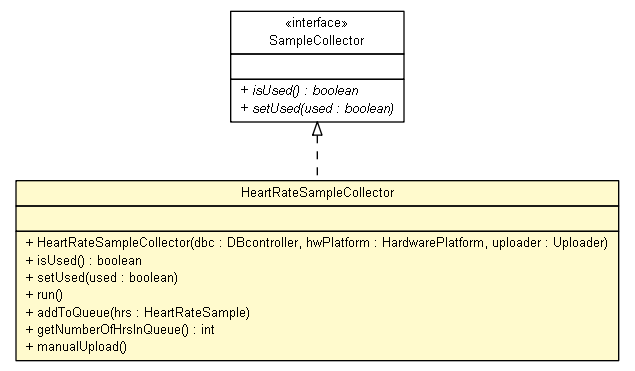 «interface»
SampleCollector
+ isUsed() : boolean
+ setUsed(used : boolean)
HeartRateSampleCollector
+ HeartRateSampleCollector(dbc : DBcontroller, hwPlatform : HardwarePlatform, uploader : Uploader)
+ isUsed() : boolean
+ setUsed(used : boolean)
+ run()
+ addToQueue(hrs : HeartRateSample)
+ getNumberOfHrsInQueue() : int
+ manualUpload()